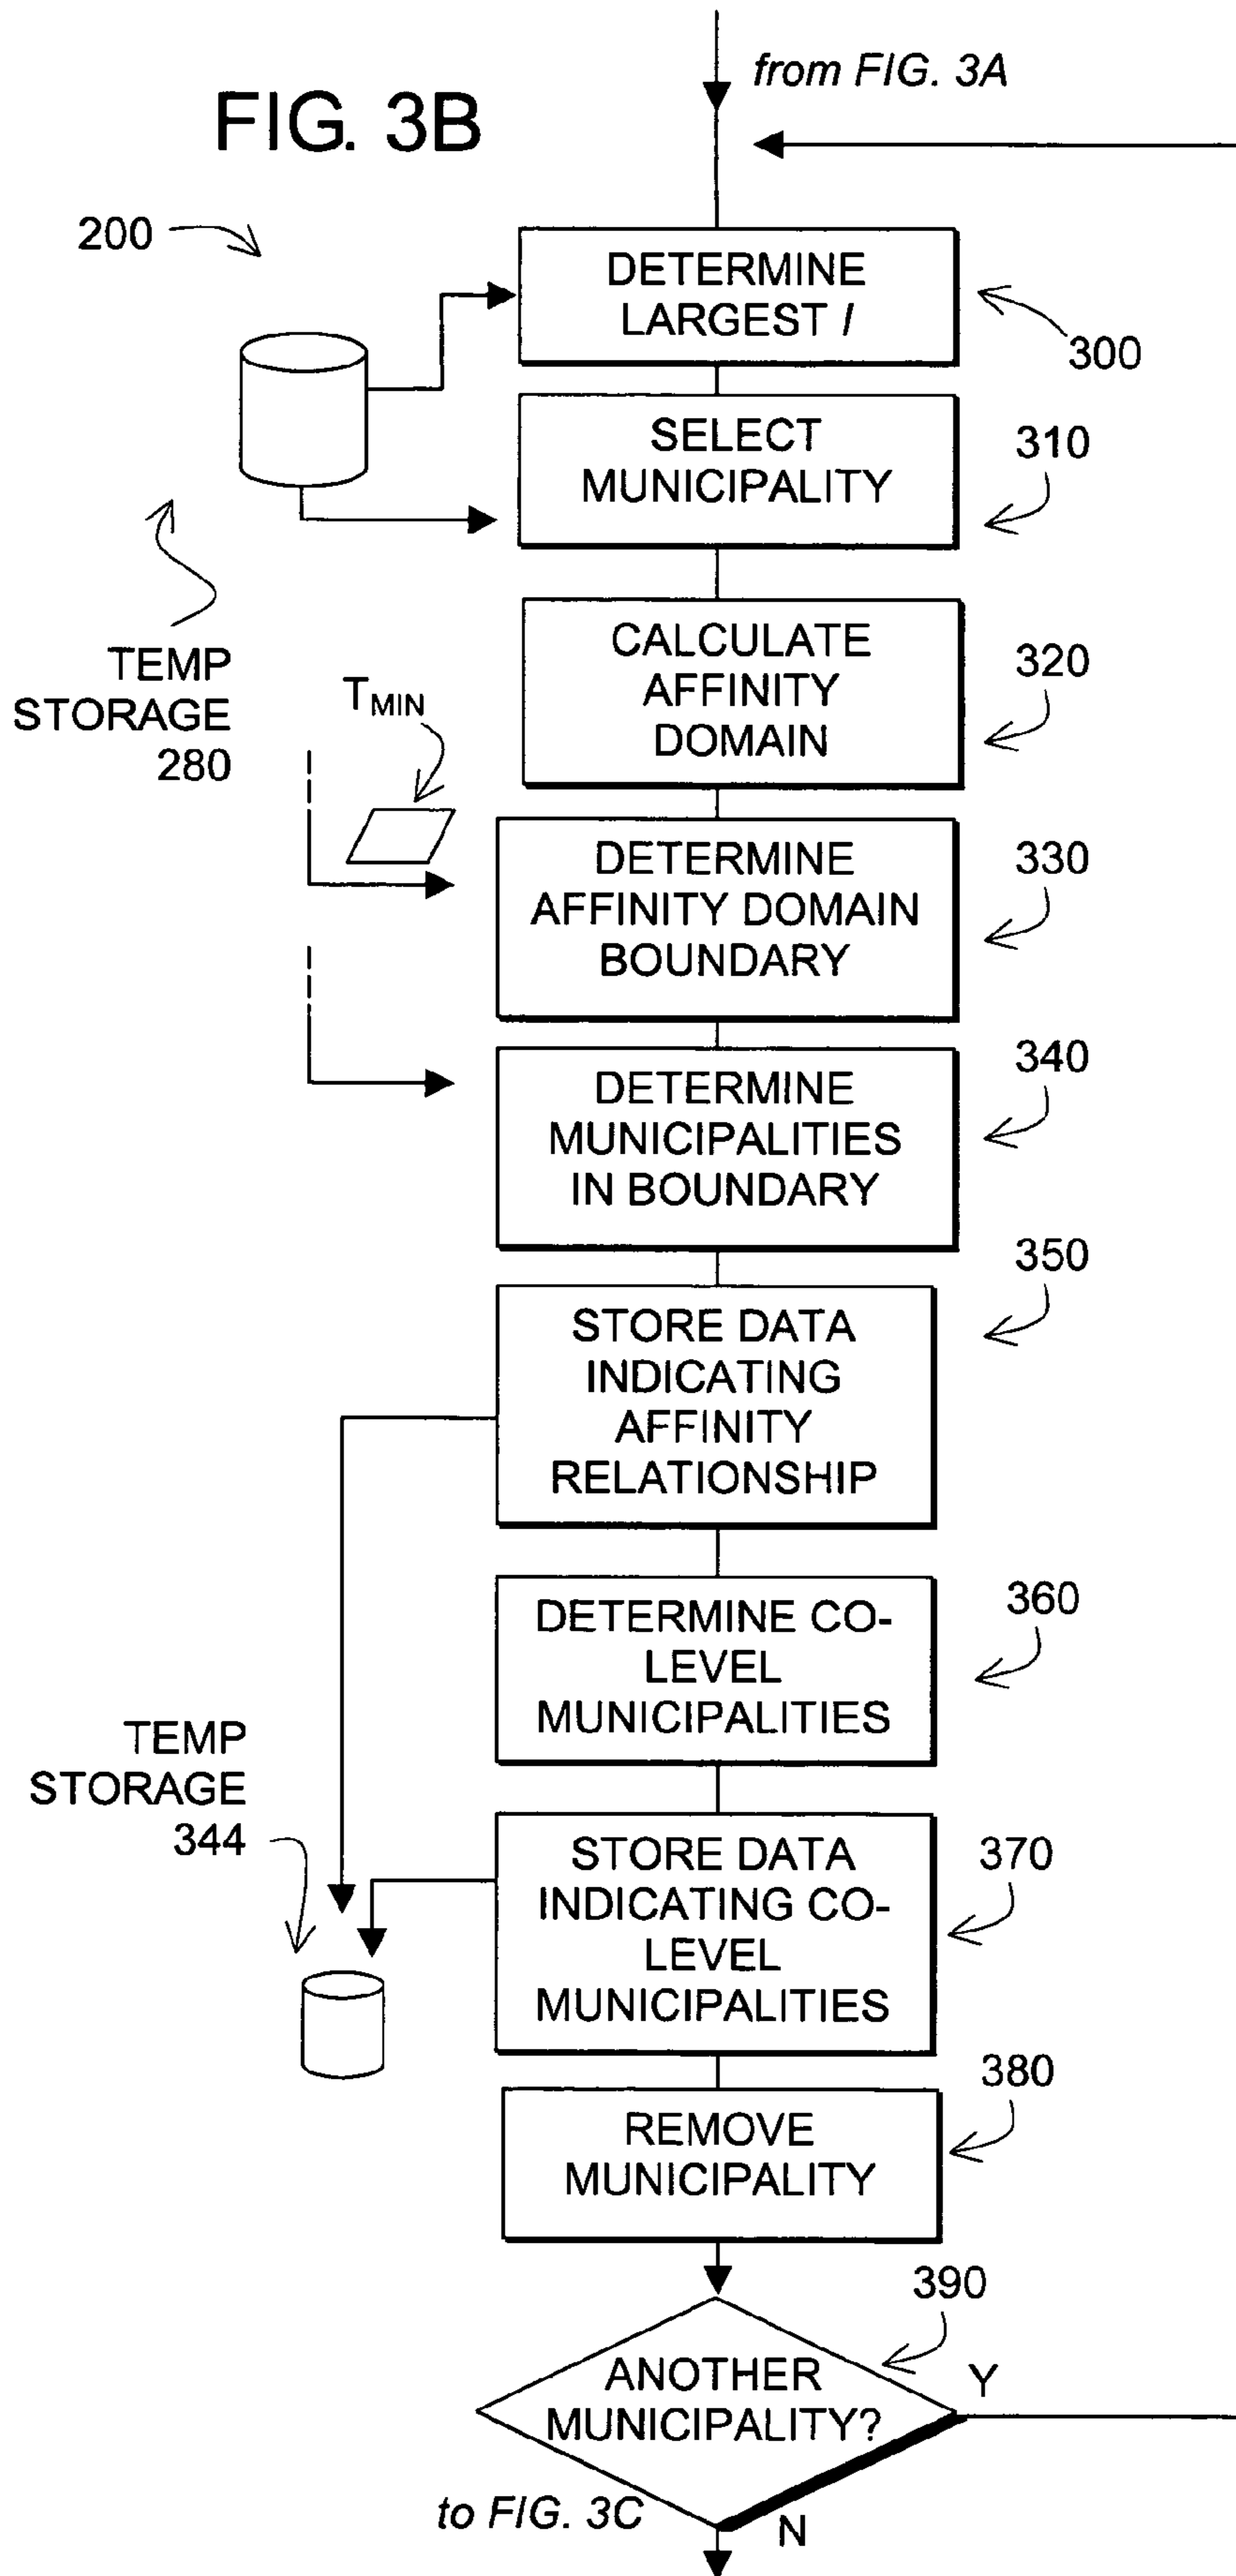 from FIG. 3A
FIG. 3B
200
DETERMINE
LARGEST I
300
SELECT
MUNICIPALITY
310
TEMP
STORAGE
280
CALCULATE
AFFINITY
DOMAIN
320
TMIN
DETERMINE
AFFINITY DOMAIN
BOUNDARY
330
DETERMINE
MUNICIPALITIES
IN BOUNDARY
340
STORE DATA
INDICATING
AFFINITY
RELATIONSHIP
350
DETERMINE CO-
LEVEL
MUNICIPALITIES
360
TEMP
STORAGE
344
STORE DATA
INDICATING CO-
LEVEL
MUNICIPALITIES
370
REMOVE
MUNICIPALITY
380
390
ANOTHER
MUNICIPALITY?
Y
to FIG. 3C
N